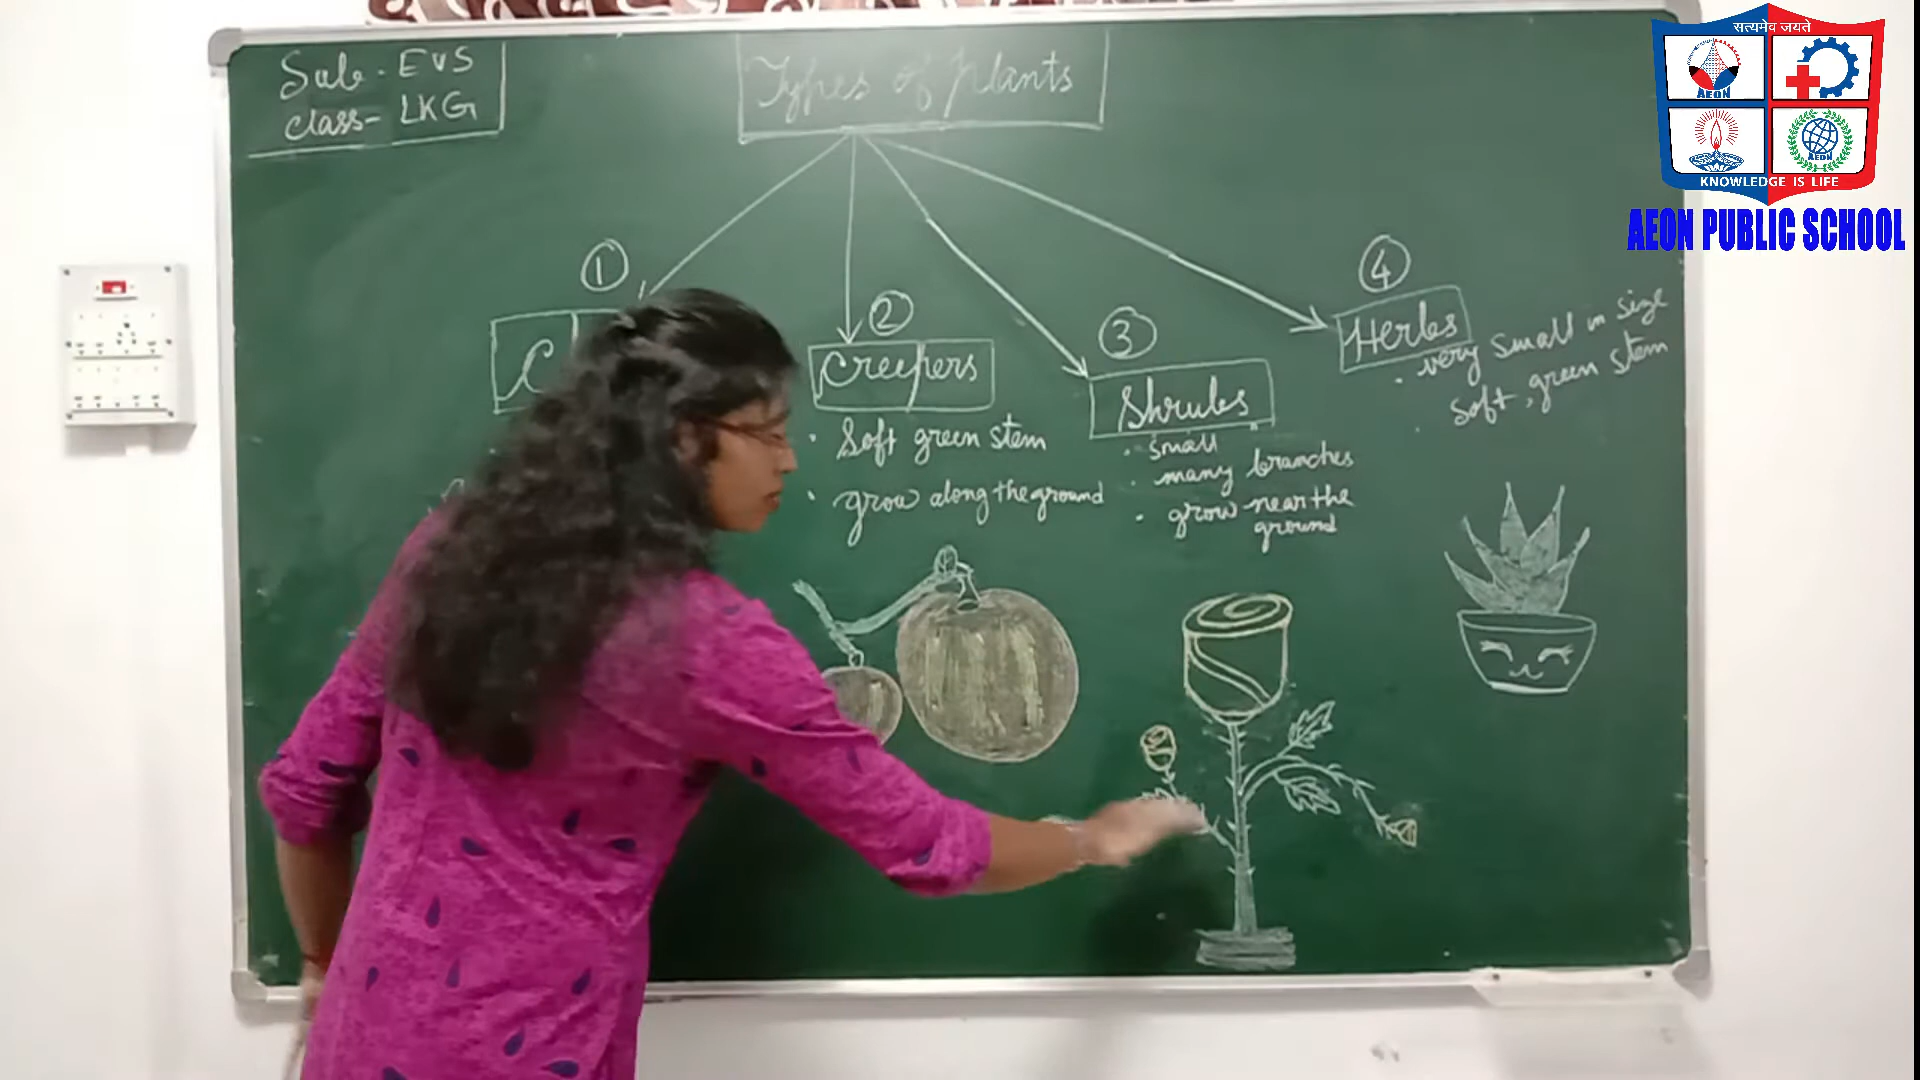 Sub - EVS
Class - LKG
Types of plants
1
2
Creepers
• Soft green stem
• grow along the ground
3
Shrubs
• small
• many branches
• grow near the
ground
4
Herbs
• very small in size
• soft, green stem
सत्यमेव जयते
AEON
AEON
KNOWLEDGE IS LIFE
AEON PUBLIC SCHOOL